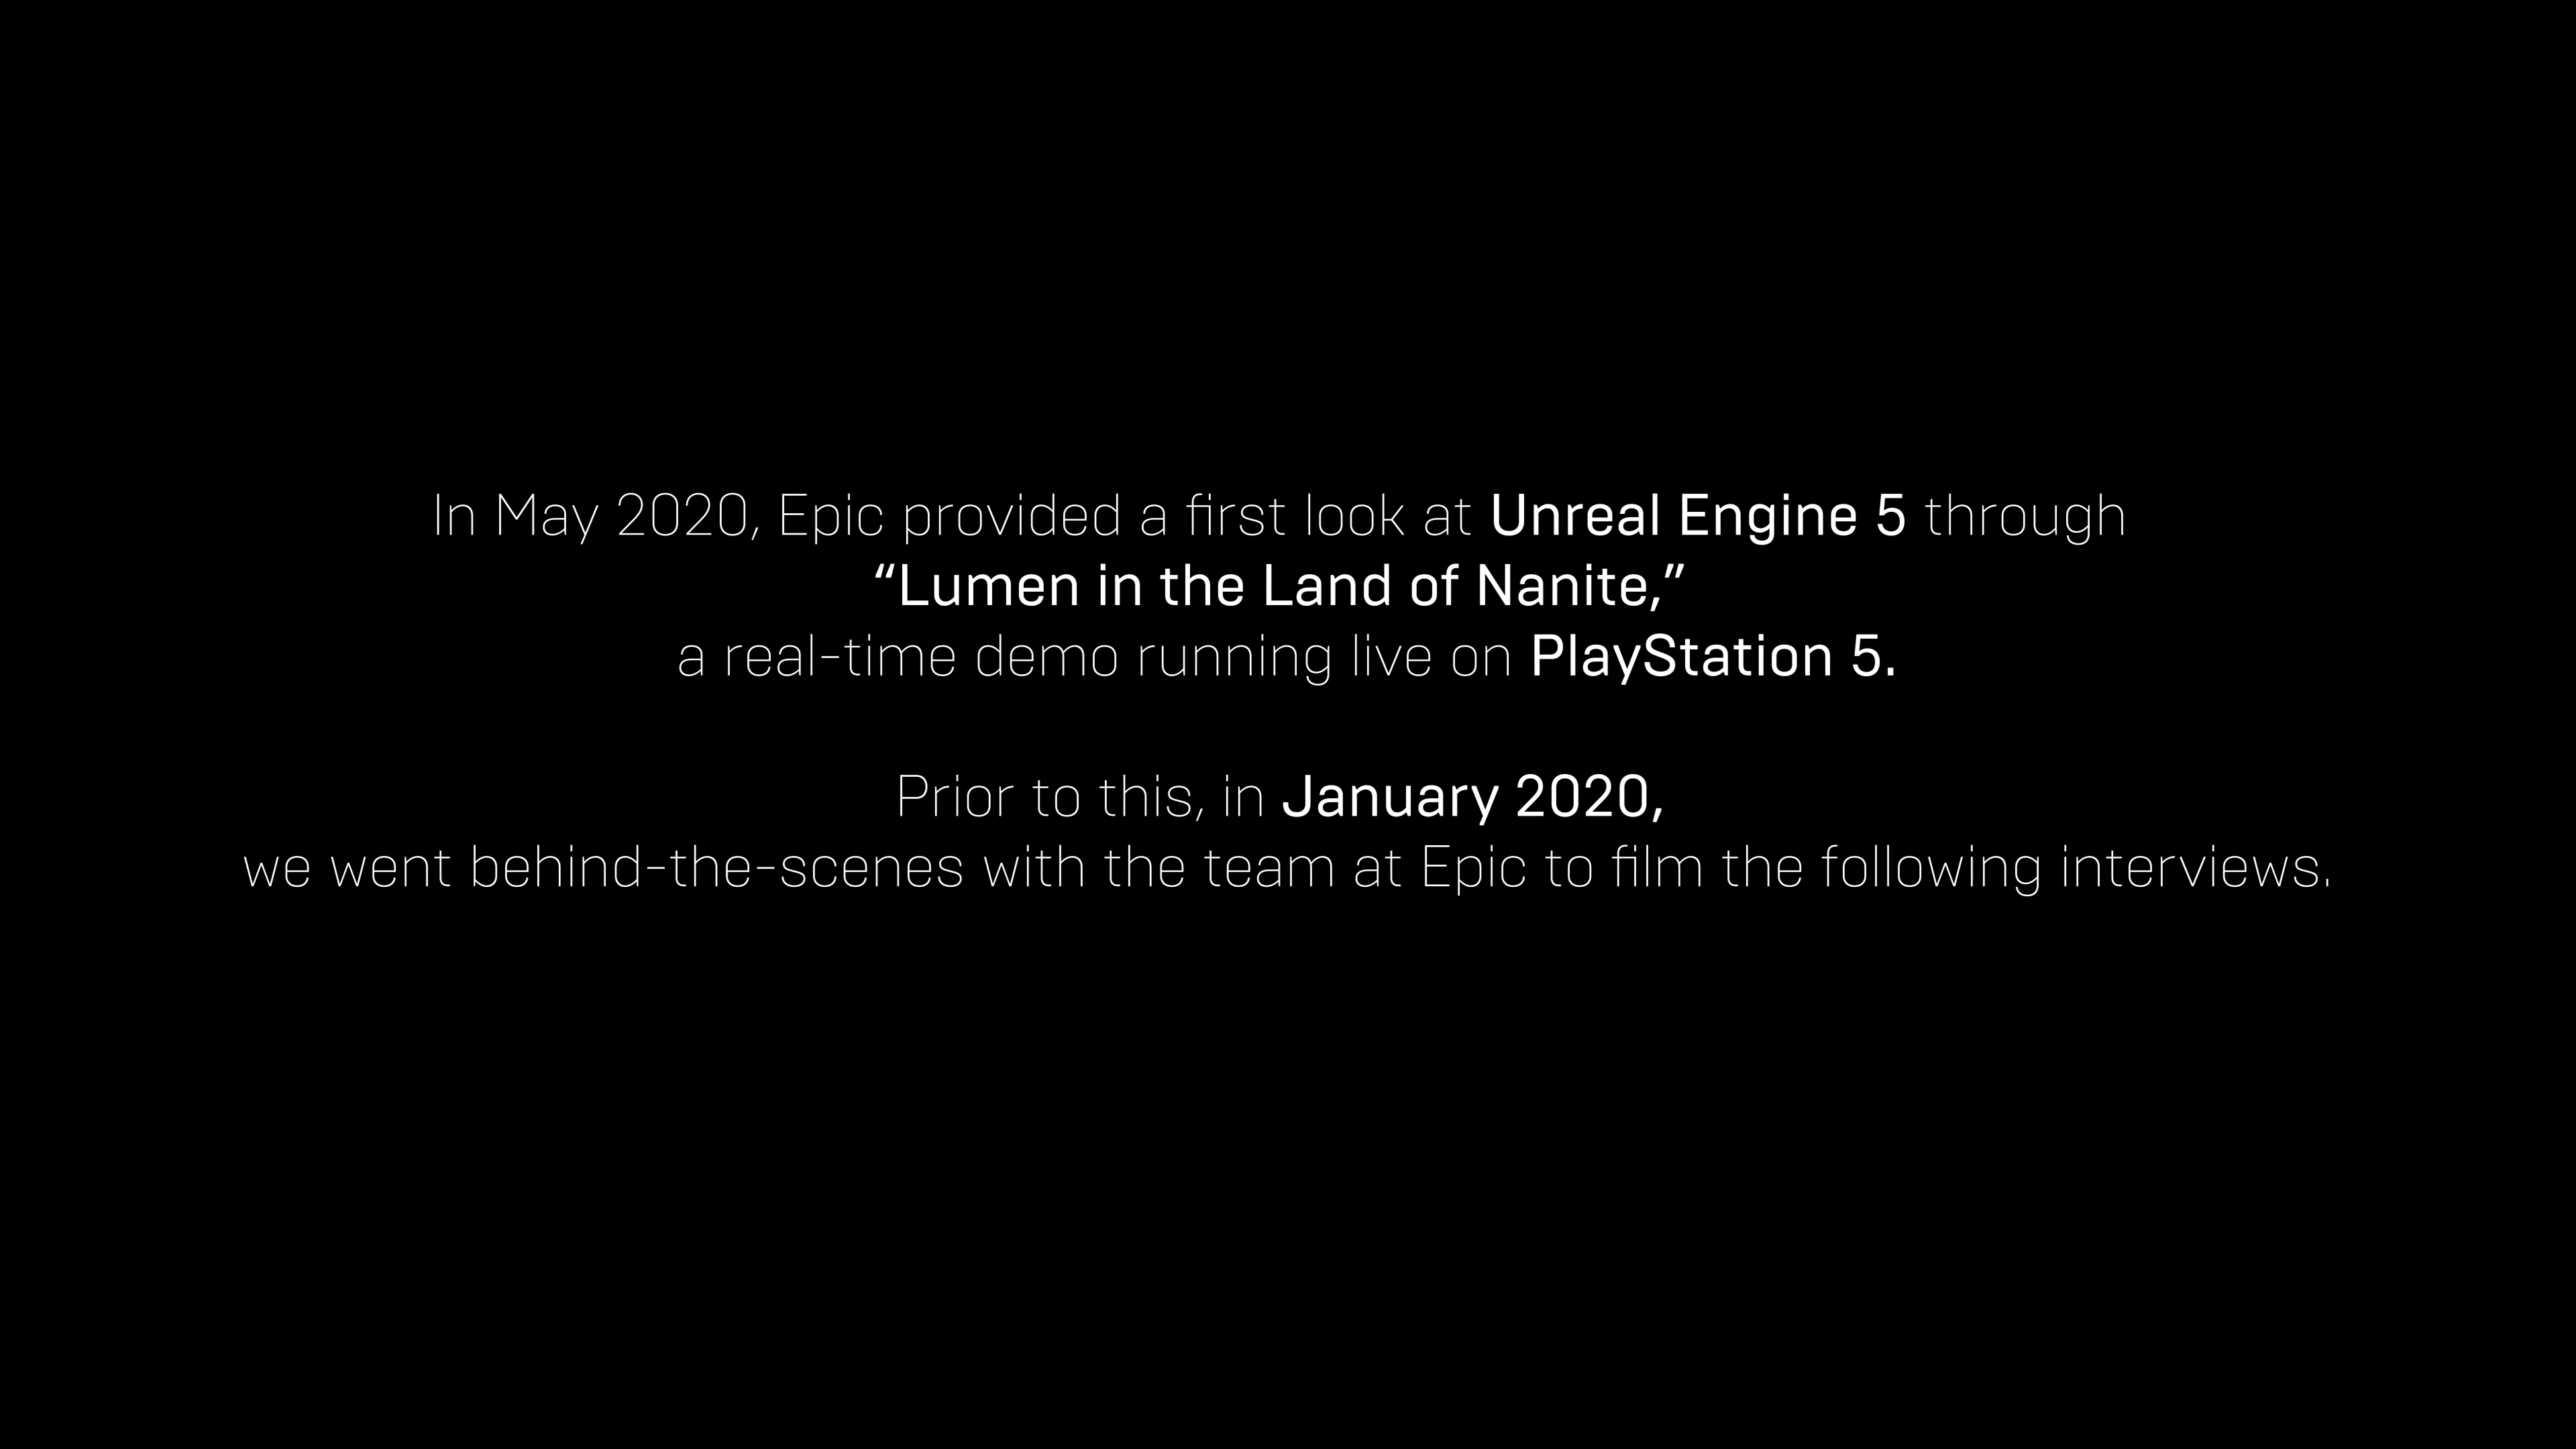 In May 2020, Epic provided a first look at Unreal Engine 5 through
“Lumen in the Land of Nanite,”
a real-time demo running live on PlayStation 5.
Prior to this, in January 2020,
we went behind-the-scenes with the team at Epic to film the following interviews.